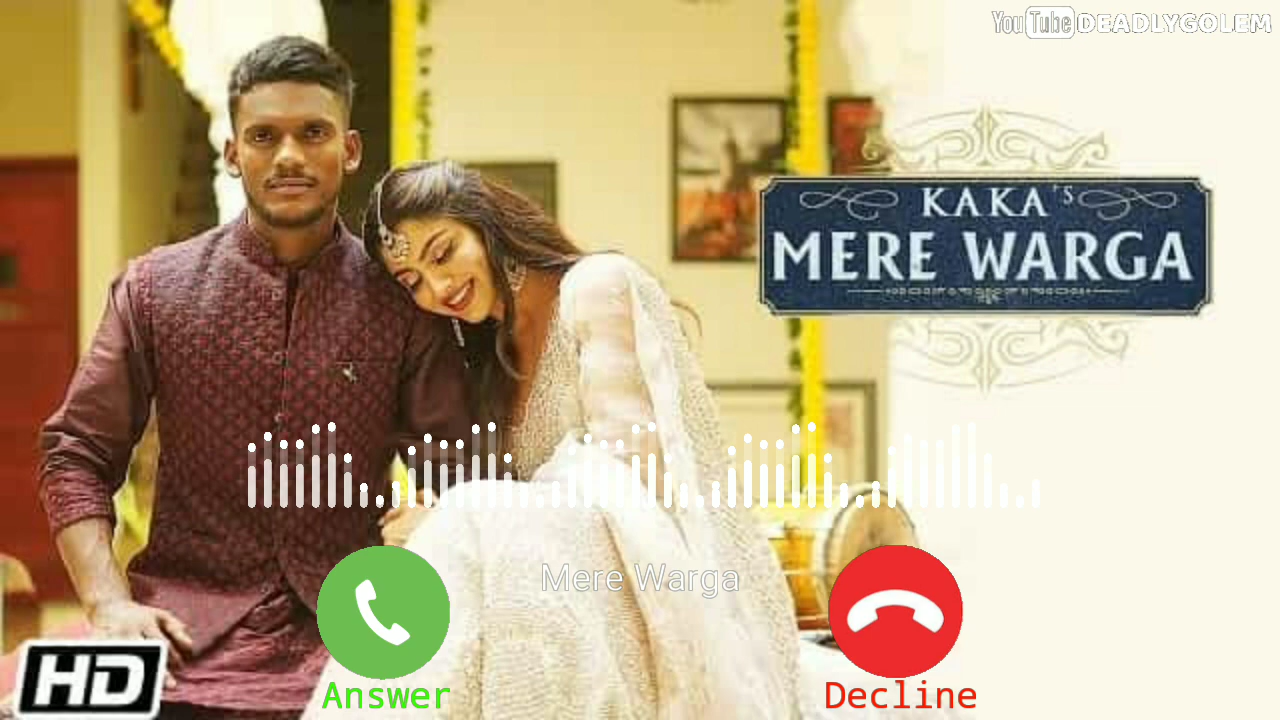 YouTube DEADLYGOLEM
KAKA'S
MERE WARGA
Mere Warga
Answer
Decline
HD